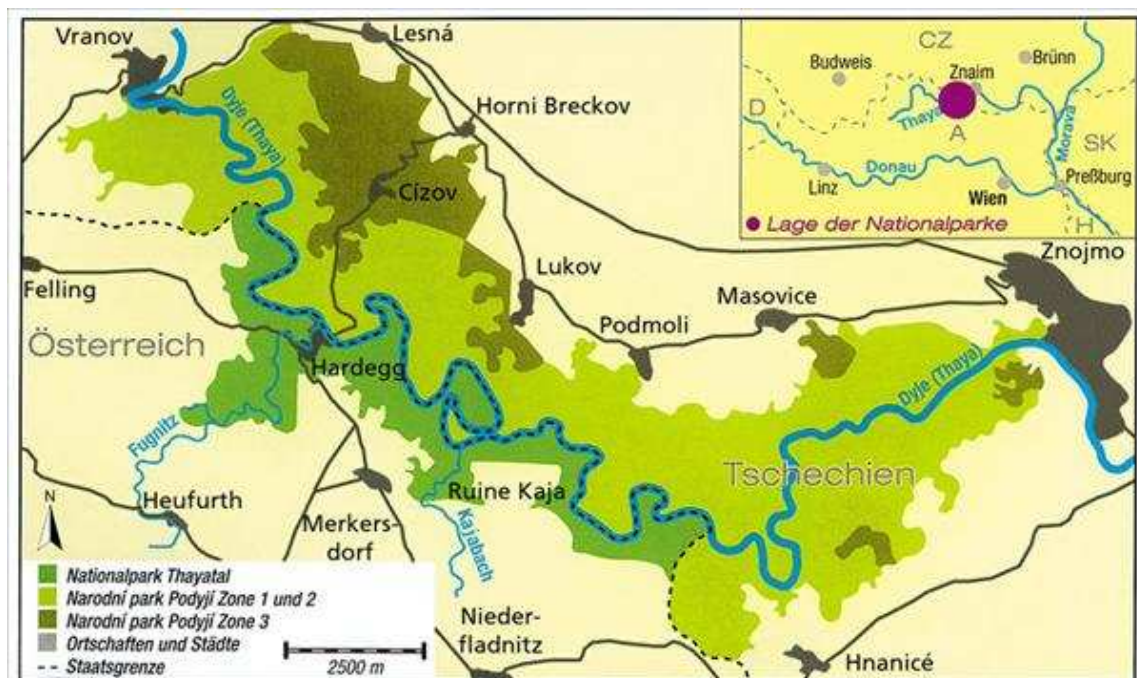 Vranov
Lesná
Horni Breckov
Dyje (Thaya)
Cízov
Felling
Österreich
Hardegg
Lukov
Podmoli
Masovice
Znojmo
Dyje (Thaya)
Tschechien
Fugnitz
Heufurth
Merkers-
dorf
Ruine Kaja
Kajabach
Nieder-
fladnitz
Hnanicé
CZ
Budweis
Brünn
Znaim
D
Thaya
A
Morava
SK
Donau
Linz
Wien
Preßburg
H
Lage der Nationalparke
N
Nationalpark Thayatal
Narodní park Podyjí Zone 1 und 2
Narodní park Podyjí Zone 3
Ortschaften und Städte
Staatsgrenze
2500 m